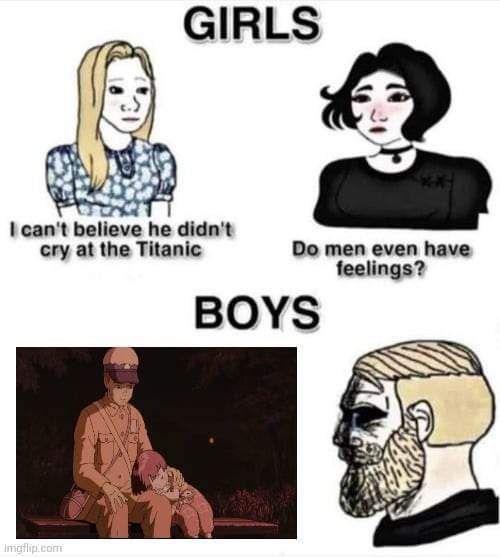 GIRLS
I can't believe he didn't
cry at the Titanic
Do men even have
feelings?
BOYS
imgflip.com